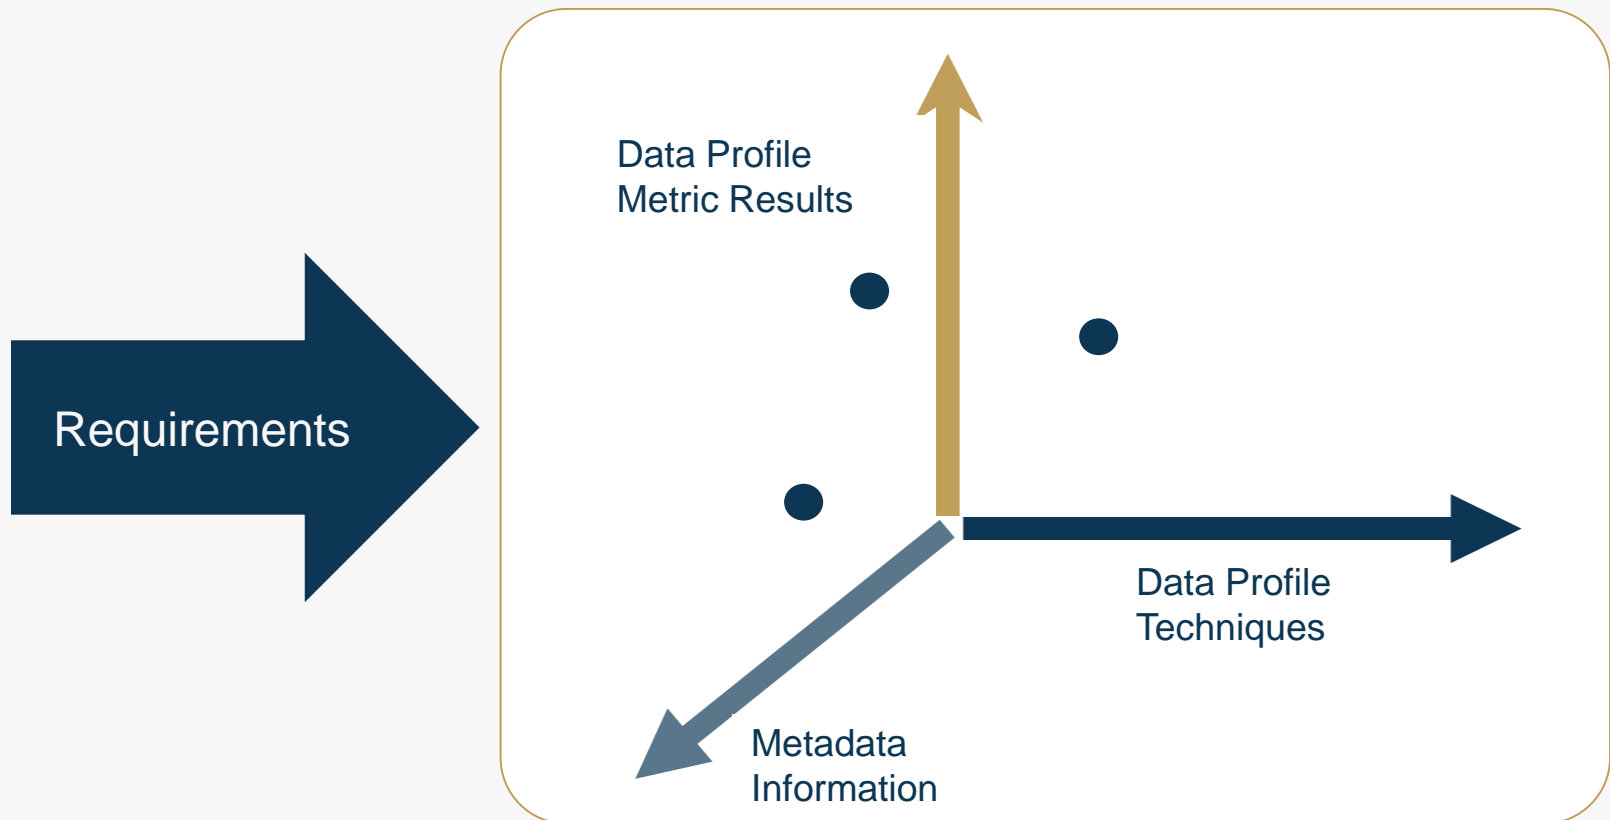 Requirements
Data Profile
Metric Results
Data Profile
Techniques
Metadata
Information